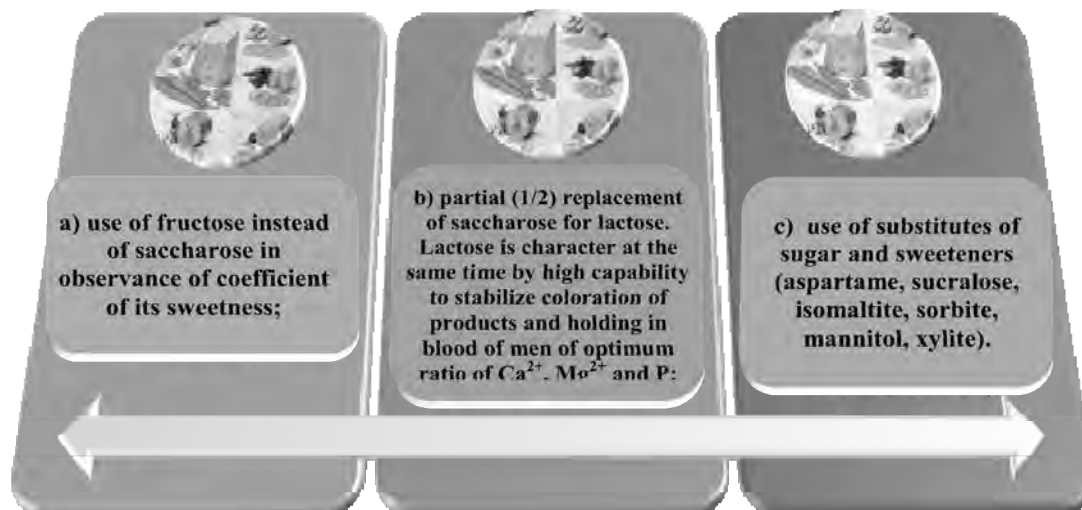 a) use of fructose instead
of saccharose in
observance of coefficient
of its sweetness;
b) partial (1/2) replacement
of saccharose for lactose.
Lactose is character at the
same time by high capability
to stabilize coloration of
products and holding in
blood of men of optimum
ratio of Ca²⁺, Mg²⁺ and P;
c) use of substitutes of
sugar and sweeteners
(aspartame, sucralose,
isomaltite, sorbite,
mannitol, xylite).